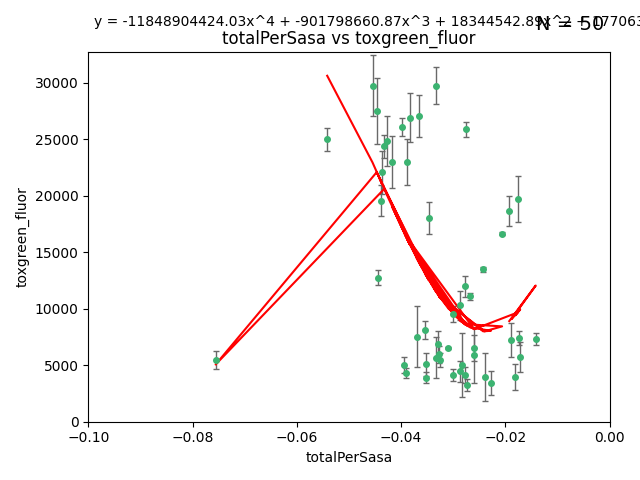 y = -11848904424.03x^4 + -901798660.87x^3 + 18344542.89x^2 + 177063
N = 50
totalPerSasa vs toxgreen_fluor
30000
25000
20000
15000
10000
5000
0
toxgreen_fluor
−0.10 −0.08 −0.06 −0.04 −0.02 0.00
totalPerSasa